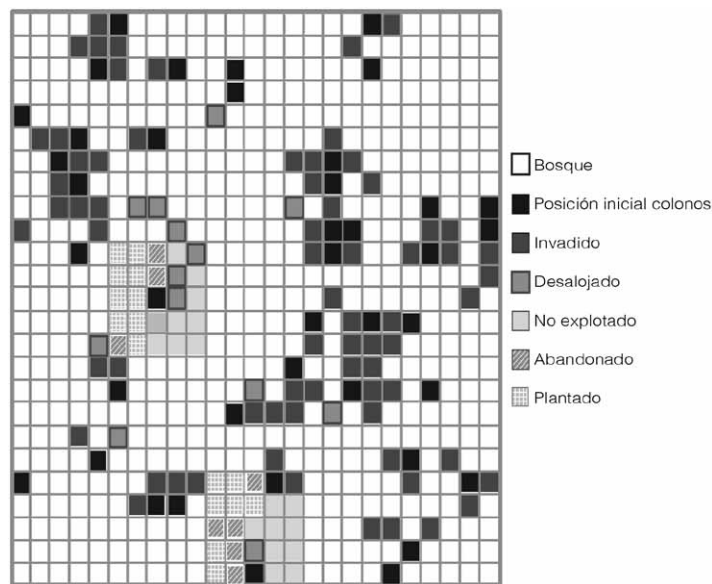 Bosque
Posición inicial colonos
Invadido
Desalojado
No explotado
Abandonado
Plantado